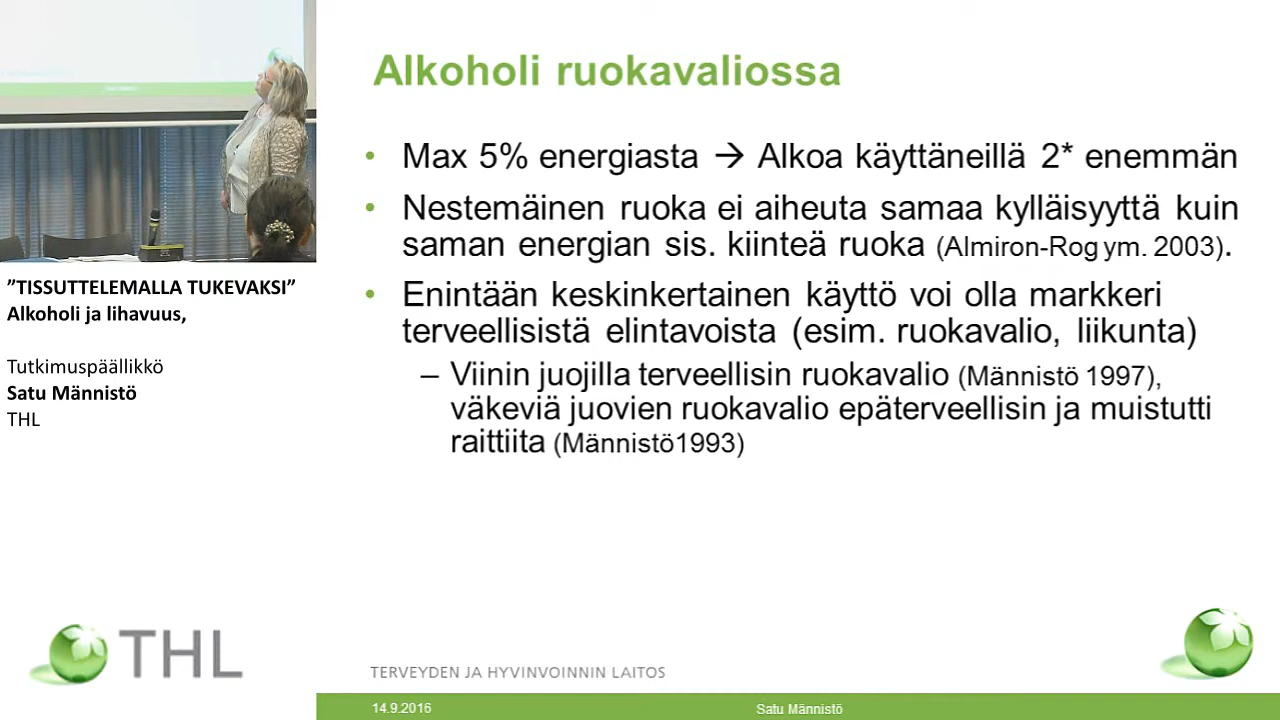 Alkoholi ruokavaliossa
• Max 5% energiasta → Alkoa käyttäneillä 2* enemmän
• Nestemäinen ruoka ei aiheuta samaa kylläisyyttä kuin
saman energian sis. kiinteä ruoka (Almiron-Rog ym. 2003).
• Enintään keskinkertainen käyttö voi olla markkeri
terveellisistä elintavoista (esim. ruokavalio, liikunta)
– Viinin juojilla terveellisin ruokavalio (Männistö 1997),
väkeviä juovien ruokavalio epäterveellisin ja muistutti
raittiita (Männistö1993)
”TISSUTTELEMALLA TUKEVAKSI”
Alkoholi ja lihavuus,
Tutkimuspäällikkö
Satu Männistö
THL
THL
TERVEYDEN JA HYVINVOINNIN LAITOS
14.9.2016
Satu Männistö